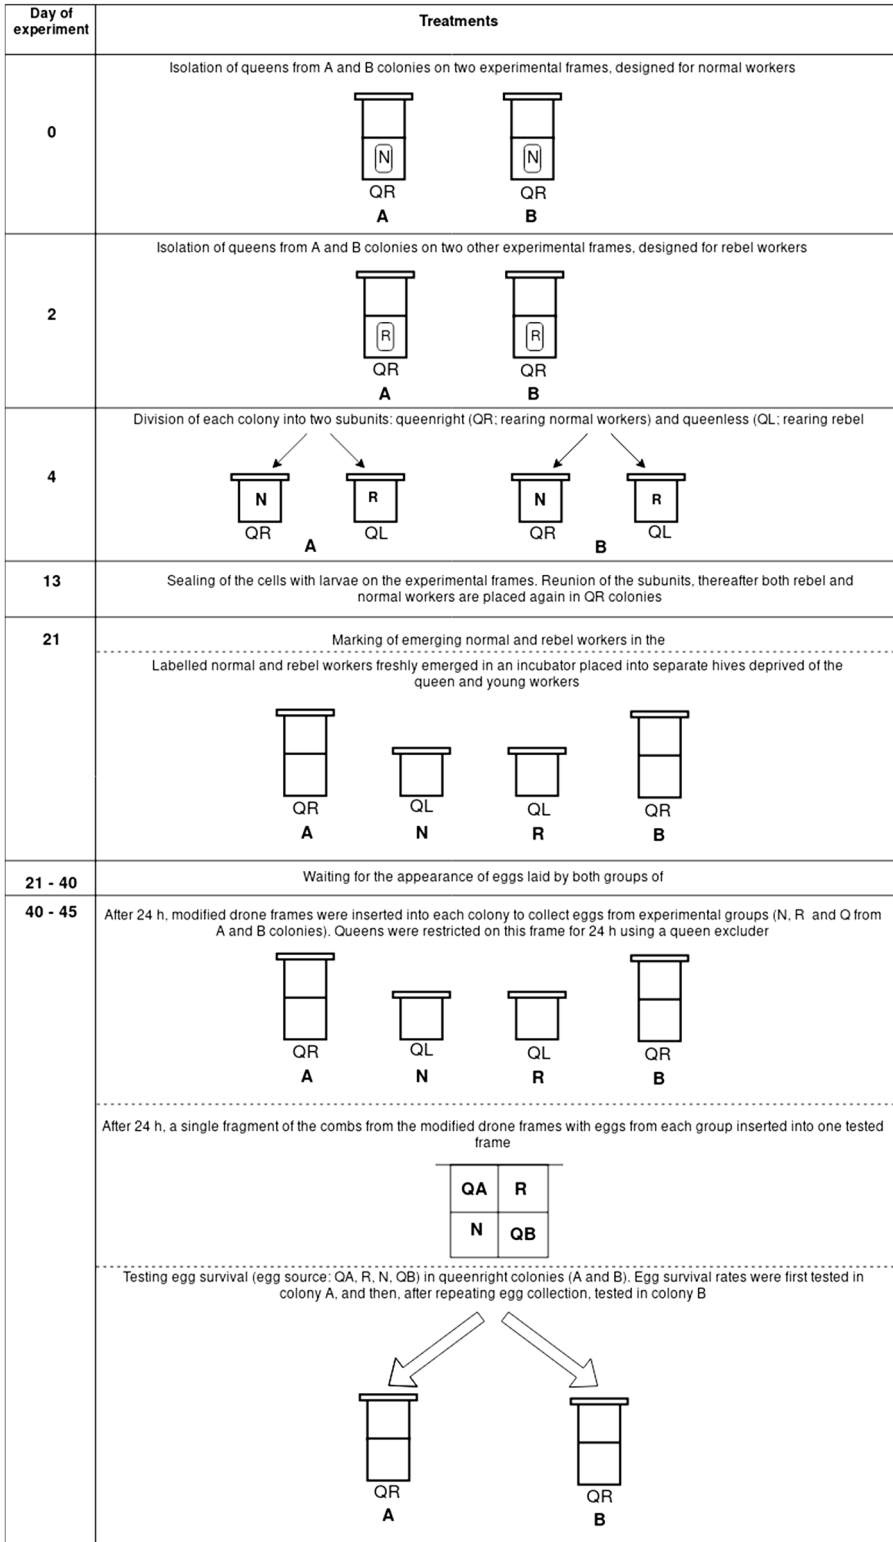 Day of
experiment
Treatments
0
Isolation of queens from A and B colonies on two experimental frames, designed for normal workers
N
N
QR
QR
A
B
2
Isolation of queens from A and B colonies on two other experimental frames, designed for rebel workers
R
R
QR
QR
A
B
4
Division of each colony into two subunits: queenright (QR; rearing normal workers) and queenless (QL; rearing rebel
N
R
N
R
QR
QL
QR
QL
A
B
13
Sealing of the cells with larvae on the experimental frames. Reunion of the subunits, thereafter both rebel and
normal workers are placed again in QR colonies
21
Marking of emerging normal and rebel workers in the
Labelled normal and rebel workers freshly emerged in an incubator placed into separate hives deprived of the
queen and young workers
QR
QL
QL
QR
A
N
R
B
21 - 40
Waiting for the appearance of eggs laid by both groups of
40 - 45
After 24 h, modified drone frames were inserted into each colony to collect eggs from experimental groups (N, R and Q from
A and B colonies). Queens were restricted on this frame for 24 h using a queen excluder
QR
QL
QL
QR
A
N
R
B
After 24 h, a single fragment of the combs from the modified drone frames with eggs from each group inserted into one tested
frame
QA
R
N
QB
Testing egg survival (egg source: QA, R, N, QB) in queenright colonies (A and B). Egg survival rates were first tested in
colony A, and then, after repeating egg collection, tested in colony B
QR
QR
A
B